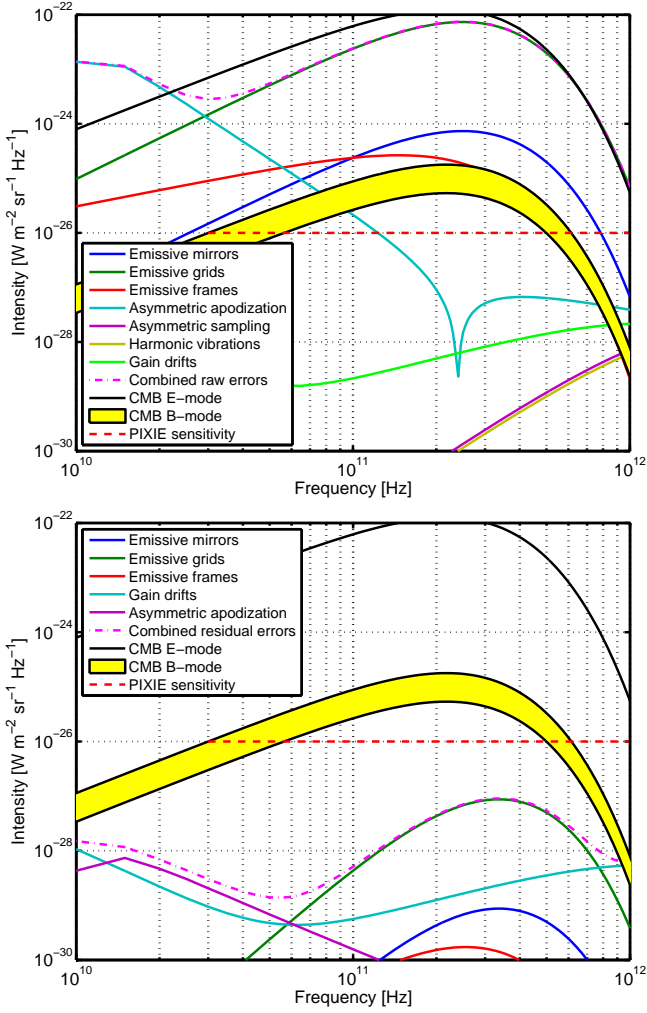 10^−22
10^−24
10^−26
10^−28
10^−30
Intensity [W m^−2 sr^−1 Hz^−1]
Emissive mirrors
Emissive grids
Emissive frames
Asymmetric apodization
Asymmetric sampling
Harmonic vibrations
Gain drifts
Combined raw errors
CMB E−mode
CMB B−mode
PIXIE sensitivity
10^10
10^11
10^12
Frequency [Hz]
10^−22
10^−24
10^−26
10^−28
10^−30
Intensity [W m^−2 sr^−1 Hz^−1]
Emissive mirrors
Emissive grids
Emissive frames
Gain drifts
Asymmetric apodization
Combined residual errors
CMB E−mode
CMB B−mode
PIXIE sensitivity
10^10
10^11
10^12
Frequency [Hz]